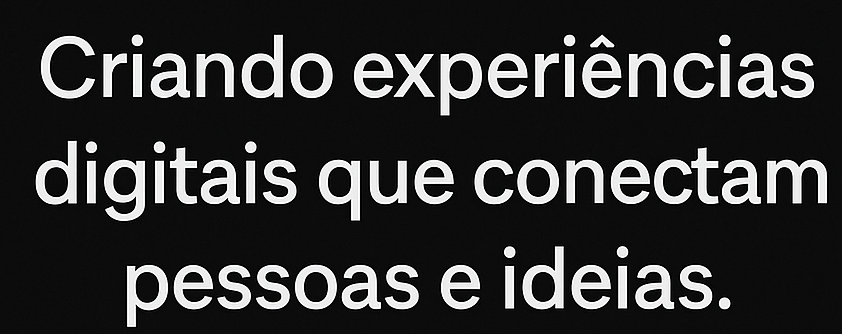 Criando experiências
digitais que conectam
pessoas e ideias.